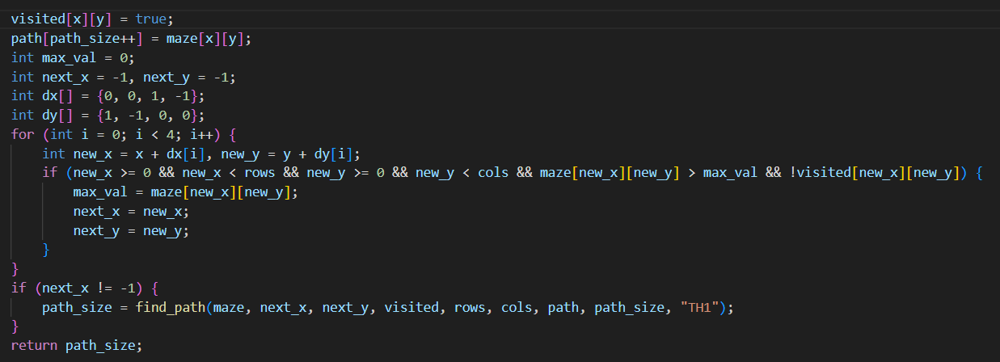 visited[x][y] = true;
path[path_size++] = maze[x][y];
int max_val = 0;
int next_x = -1, next_y = -1;
int dx[] = {0, 0, 1, -1};
int dy[] = {1, -1, 0, 0};
for (int i = 0; i < 4; i++) {
    int new_x = x + dx[i], new_y = y + dy[i];
    if (new_x >= 0 && new_x < rows && new_y >= 0 && new_y < cols && maze[new_x][new_y] > max_val && !visited[new_x][new_y]) {
        max_val = maze[new_x][new_y];
        next_x = new_x;
        next_y = new_y;
    }
}
if (next_x != -1) {
    path_size = find_path(maze, next_x, next_y, visited, rows, cols, path, path_size, "TH1");
}
return path_size;